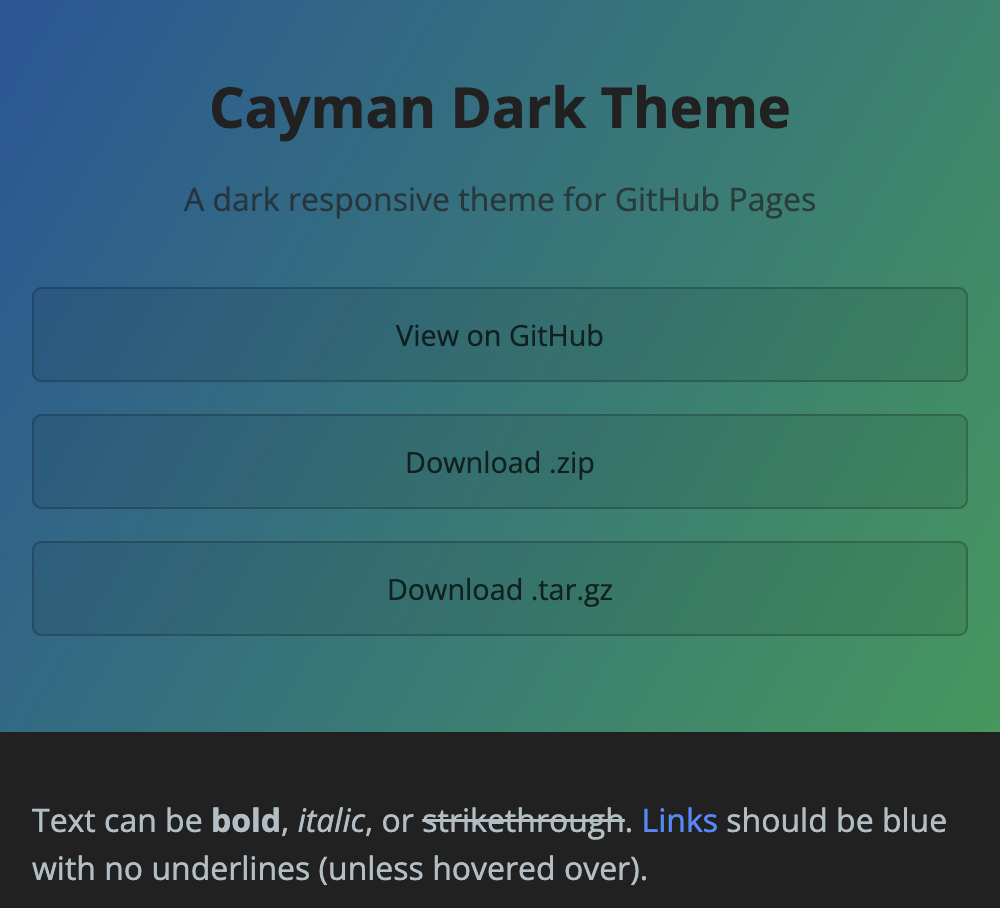 Cayman Dark Theme
A dark responsive theme for GitHub Pages
View on GitHub
Download .zip
Download .tar.gz
Text can be bold, italic, or strikethrough. Links should be blue
with no underlines (unless hovered over).